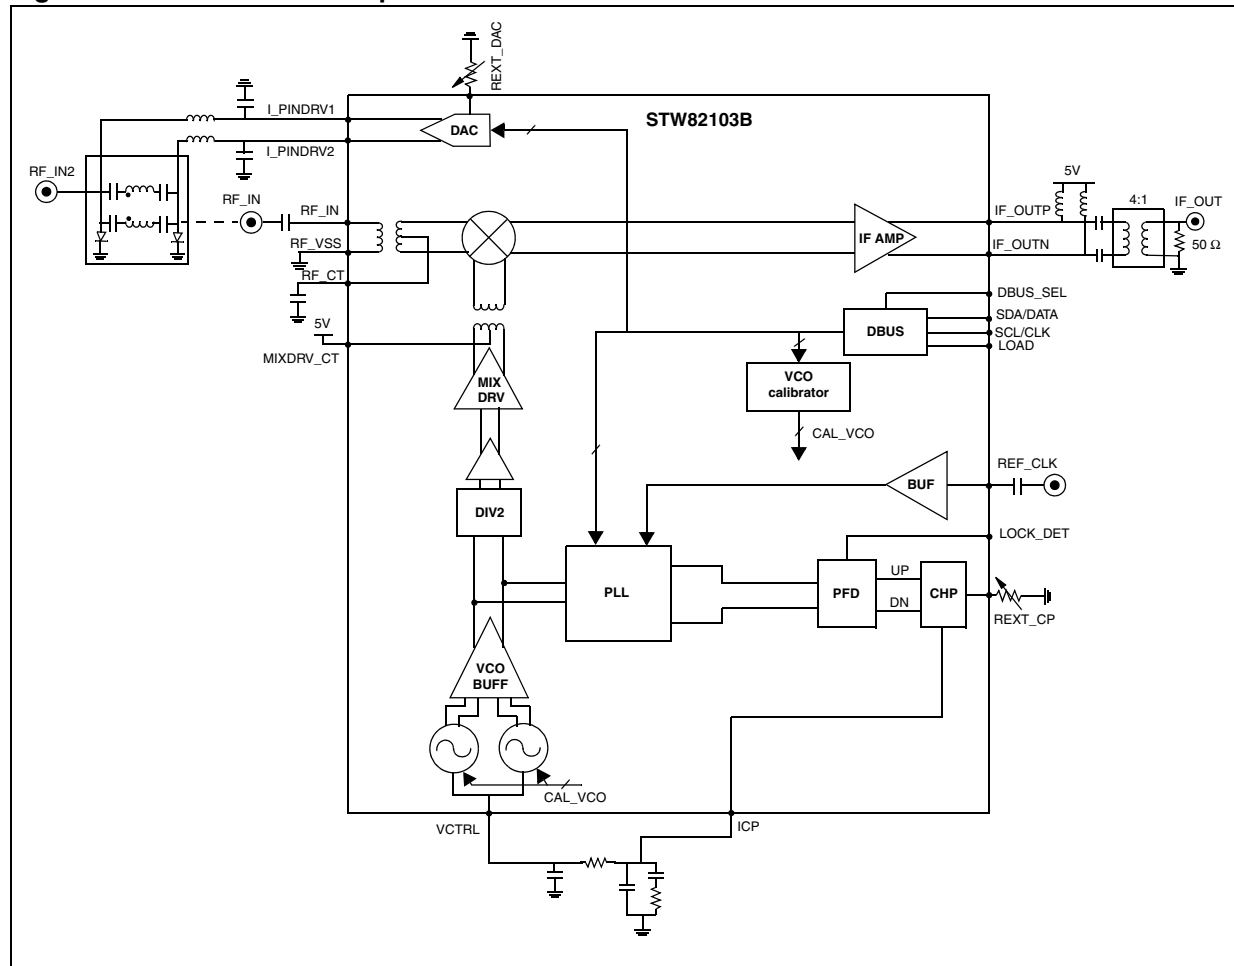 REXT_DAC
I_PINDRV1
STW82103B
DAC
I_PINDRV2
RF_IN2
5V
RF_IN
RF_IN
4:1
IF_OUT
IF_OUTP
RF_VSS
IF AMP
IF_OUTN
50 Ω
RF_CT
DBUS_SEL
5V
SDA/DATA
DBUS
SCL/CLK
LOAD
MIXDRV_CT
MIX
DRV
VCO
calibrator
CAL_VCO
REF_CLK
BUF
DIV2
LOCK_DET
UP
PLL
PFD
CHP
DN
REXT_CP
VCO
BUFF
CAL_VCO
VCTRL
ICP